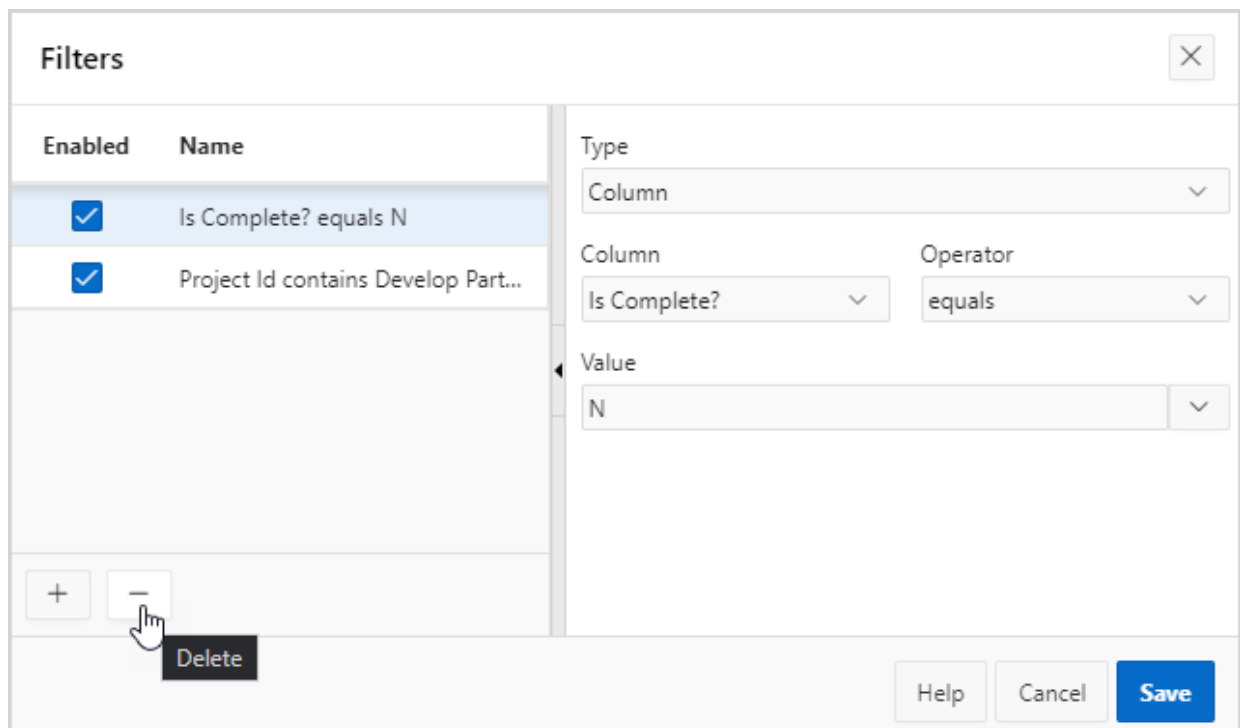 Filters
Enabled Name
Is Complete? equals N
Project Id contains Develop Part...
Delete
Type
Column
Column Operator
Is Complete? equals
Value
N
Help Cancel Save